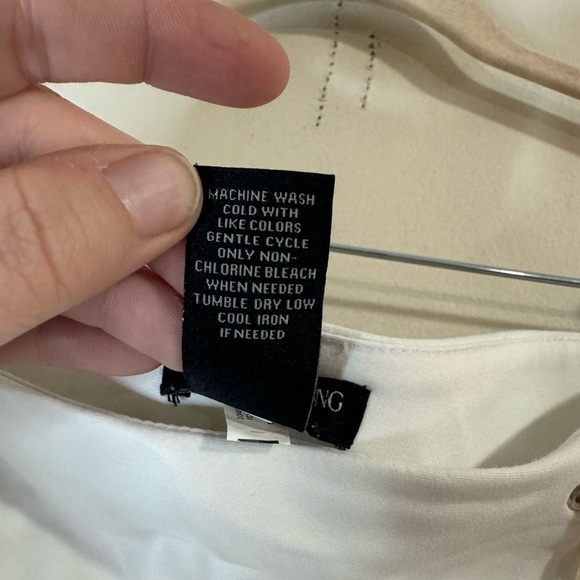 MACHINE WASH
COLD WITH
LIKE COLORS
GENTLE CYCLE
ONLY NON-
CHLORINE BLEACH
WHEN NEEDED
TUMBLE DRY LOW
COOL IRON
IF NEEDED
NG